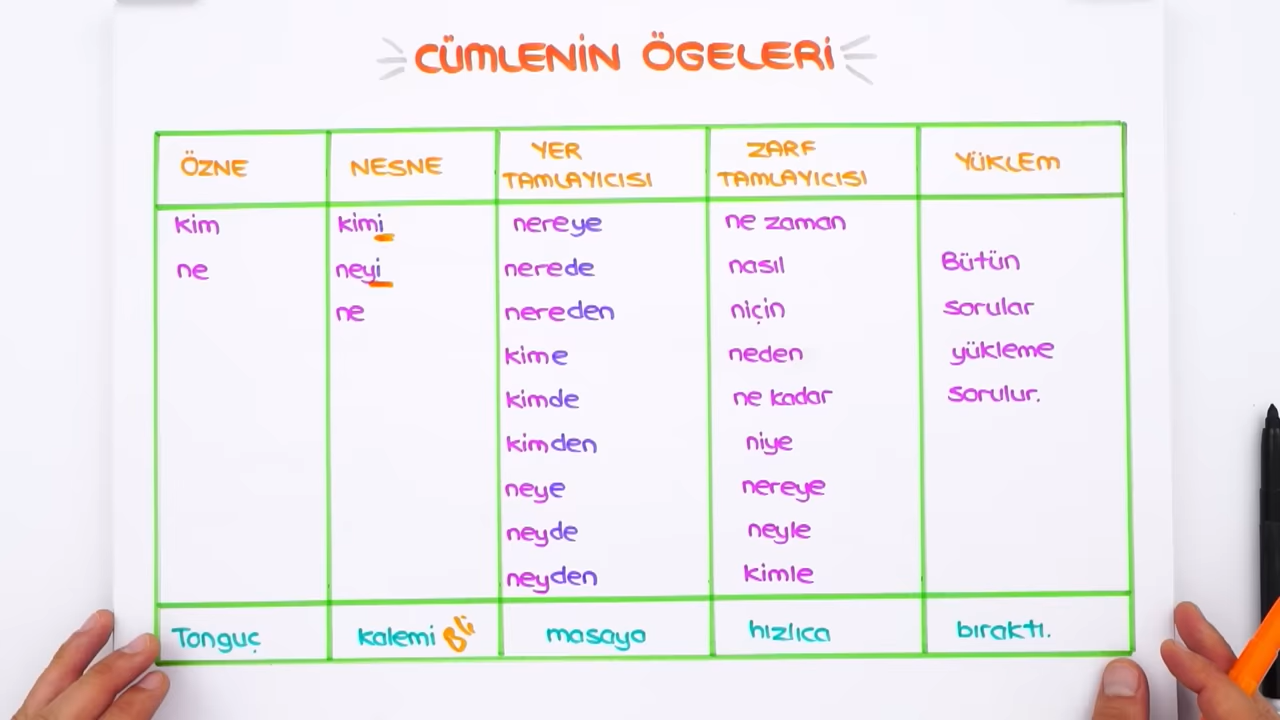 CÜMLENİN ÖGELERİ
ÖZNE
NESNE
YER
TAMLAYICISI
ZARF
TAMLAYICISI
YÜKLEM
kim
ne
kimi
neyi
ne
nereye
nerede
nereden
kime
kimde
kimden
neye
neyde
neyden
ne zaman
nasıl
niçin
neden
ne kadar
niye
nereye
neyle
kimle
Bütün
sorular
yükleme
sorulur.
Tonguç
kalemi Bli
masaya
hızlıca
bıraktı.